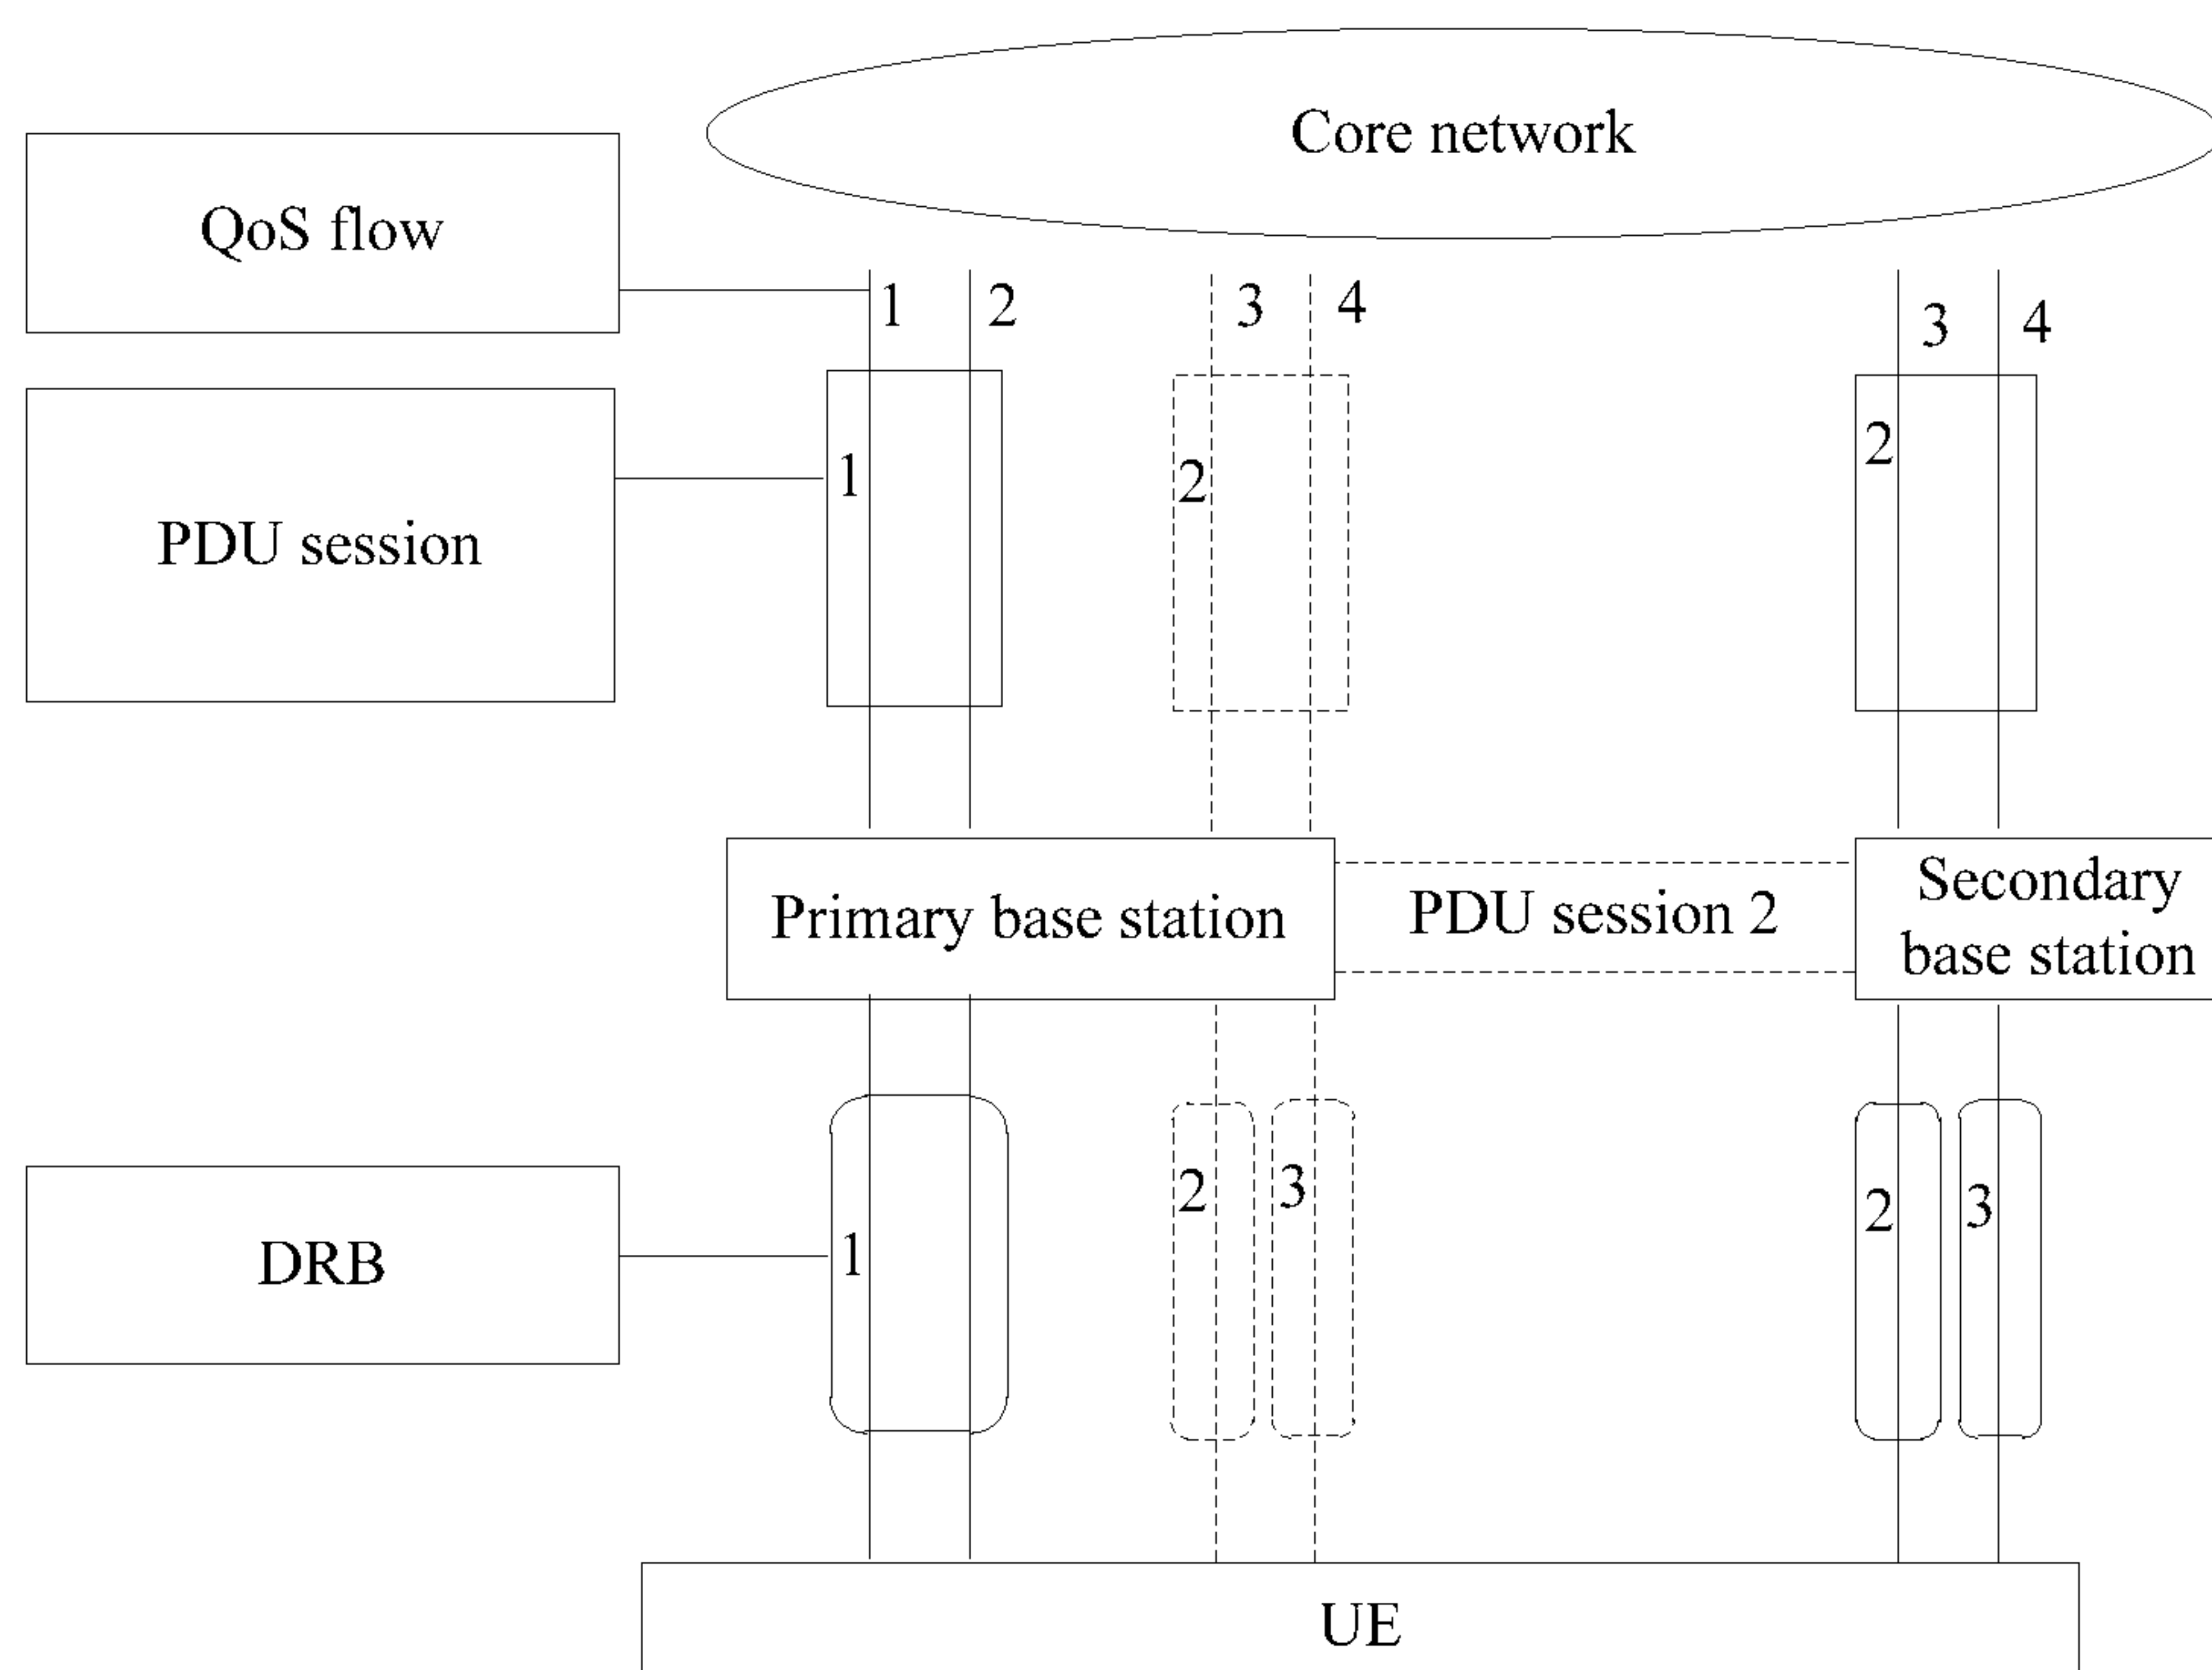 Core network
QoS flow
1 2 3 4 3 4
PDU session
1 2 2
Primary base station
PDU session 2
Secondary
base station
DRB
1 2 3 2 3
UE